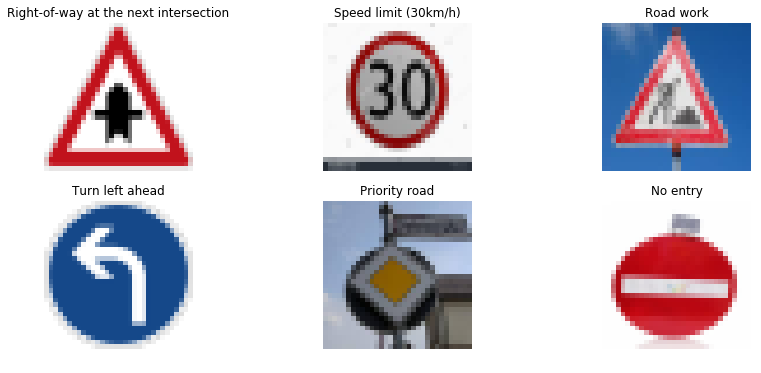 Right-of-way at the next intersection
Speed limit (30km/h)
Road work
30
Turn left ahead
Priority road
No entry